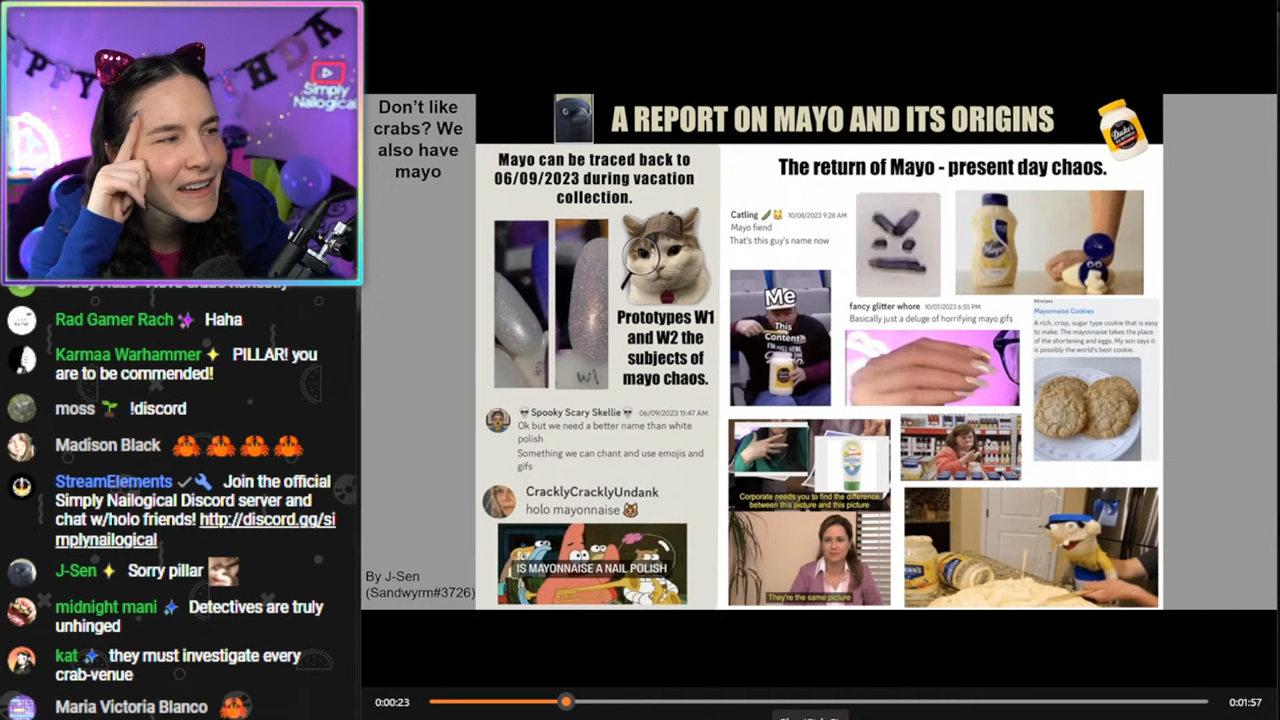 Simply
Nailogical
Rad Gamer Rach Haha
Karmaa Warhammer PILLAR! you
are to be commended!
moss !discord
Madison Black
StreamElements Join the official
Simply Nailogical Discord server and
chat w/holo friends! http://discord.gg/si
mplynailogical
J-Sen Sorry pillar
midnight mani Detectives are truly
unhinged
kat they must investigate every
crab-venue
Maria Victoria Blanco
Don't like
crabs? We
also have
mayo
By J-Sen
(Sandwyrm#3726)
A REPORT ON MAYO AND ITS ORIGINS
Duke's
Mayo can be traced back to
06/09/2023 during vacation
collection.
W1
Prototypes W1
and W2 the
subjects of
mayo chaos.
Spooky Scary Skellie 06/09/2023 11:47 AM
Ok but we need a better name than white
polish
Something we can chant and use emojis and
gifs
CracklyCracklyUndank
holo mayonnaise
IS MAYONNAISE A NAIL POLISH
The return of Mayo - present day chaos.
Catling 10/08/2023 9:28 AM
Mayo fiend
That's this guy's name now
Mayo
Me
This
Content
fancy glitter whore 10/07/2023 6:55 PM
Basically just a deluge of horrifying mayo gifs
Mayonnaise Cookies
A rich, crisp, sugar type cookie that is easy
to make. The mayonnaise takes the place
of the shortening and eggs. My son says it
is possibly the world's best cookie.
Corporate needs you to find the difference
between this picture and this picture
They're the same picture
0:00:23
0:01:57